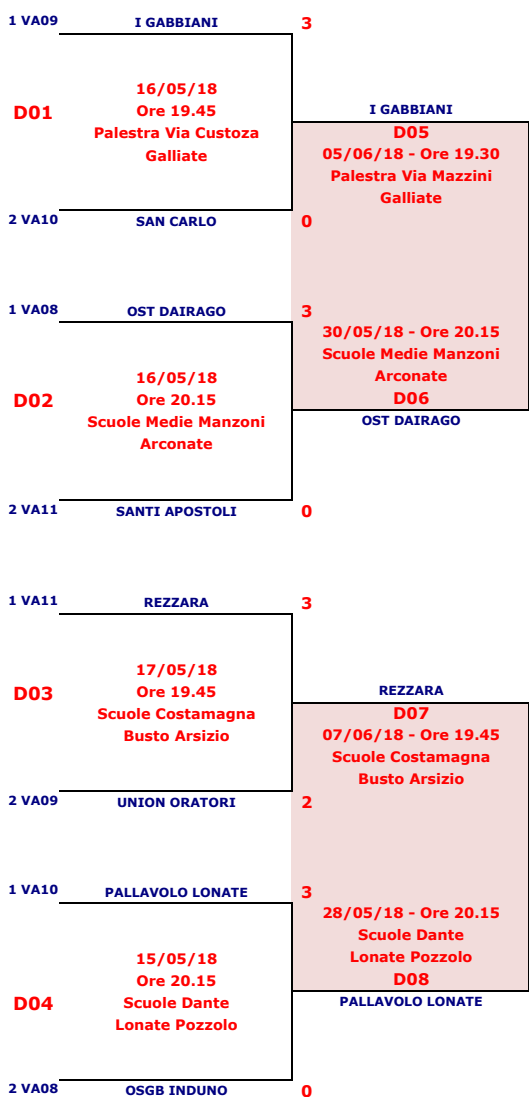 1 VA09 I GABBIANI 3
16/05/18
D01 Ore 19.45
Palestra Via Custoza
Galliate
I GABBIANI
D05
05/06/18 - Ore 19.30
Palestra Via Mazzini
Galliate
2 VA10 SAN CARLO 0
1 VA08 OST DAIRAGO 3
30/05/18 - Ore 20.15
Scuole Medie Manzoni
Arconate
D06
OST DAIRAGO
16/05/18
D02 Ore 20.15
Scuole Medie Manzoni
Arconate
2 VA11 SANTI APOSTOLI 0
1 VA11 REZZARA 3
17/05/18
D03 Ore 19.45
Scuole Costamagna
Busto Arsizio
REZZARA
D07
07/06/18 - Ore 19.45
Scuole Costamagna
Busto Arsizio
2 VA09 UNION ORATORI 2
1 VA10 PALLAVOLO LONATE 3
28/05/18 - Ore 20.15
Scuole Dante
Lonate Pozzolo
D08
PALLAVOLO LONATE
15/05/18
Ore 20.15
D04 Scuole Dante
Lonate Pozzolo
2 VA08 OSGB INDUNO 0